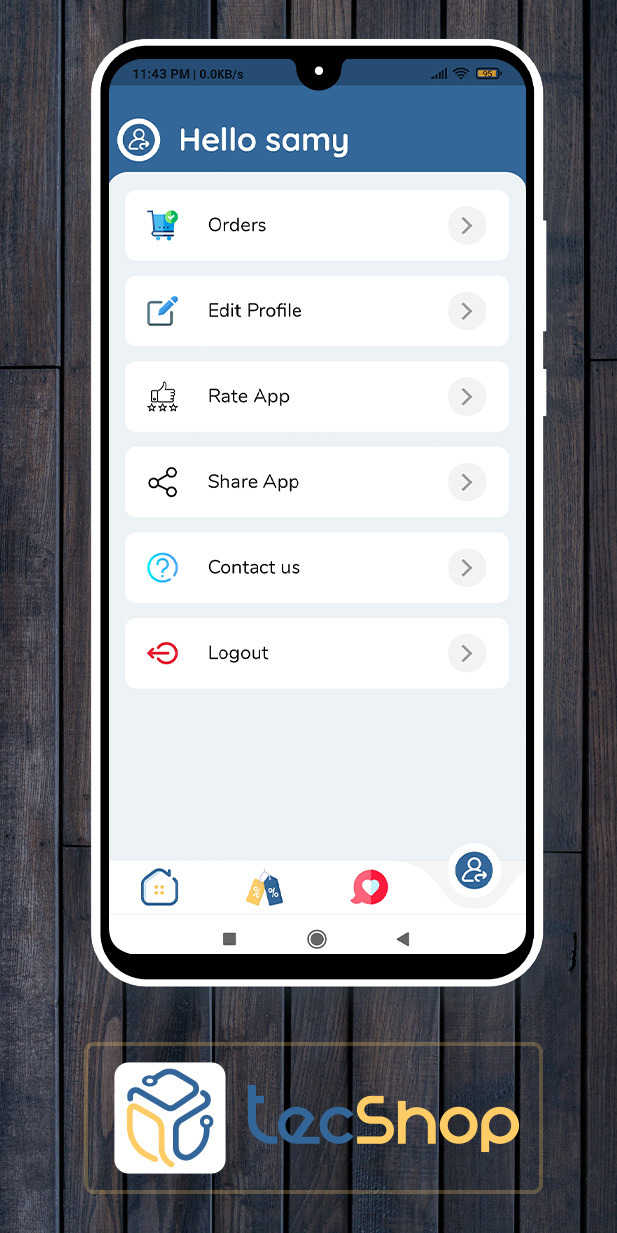 11:43 PM | 0.0KB/s
95
Hello samy
Orders
Edit Profile
Rate App
Share App
Contact us
Logout
% %
tecShop